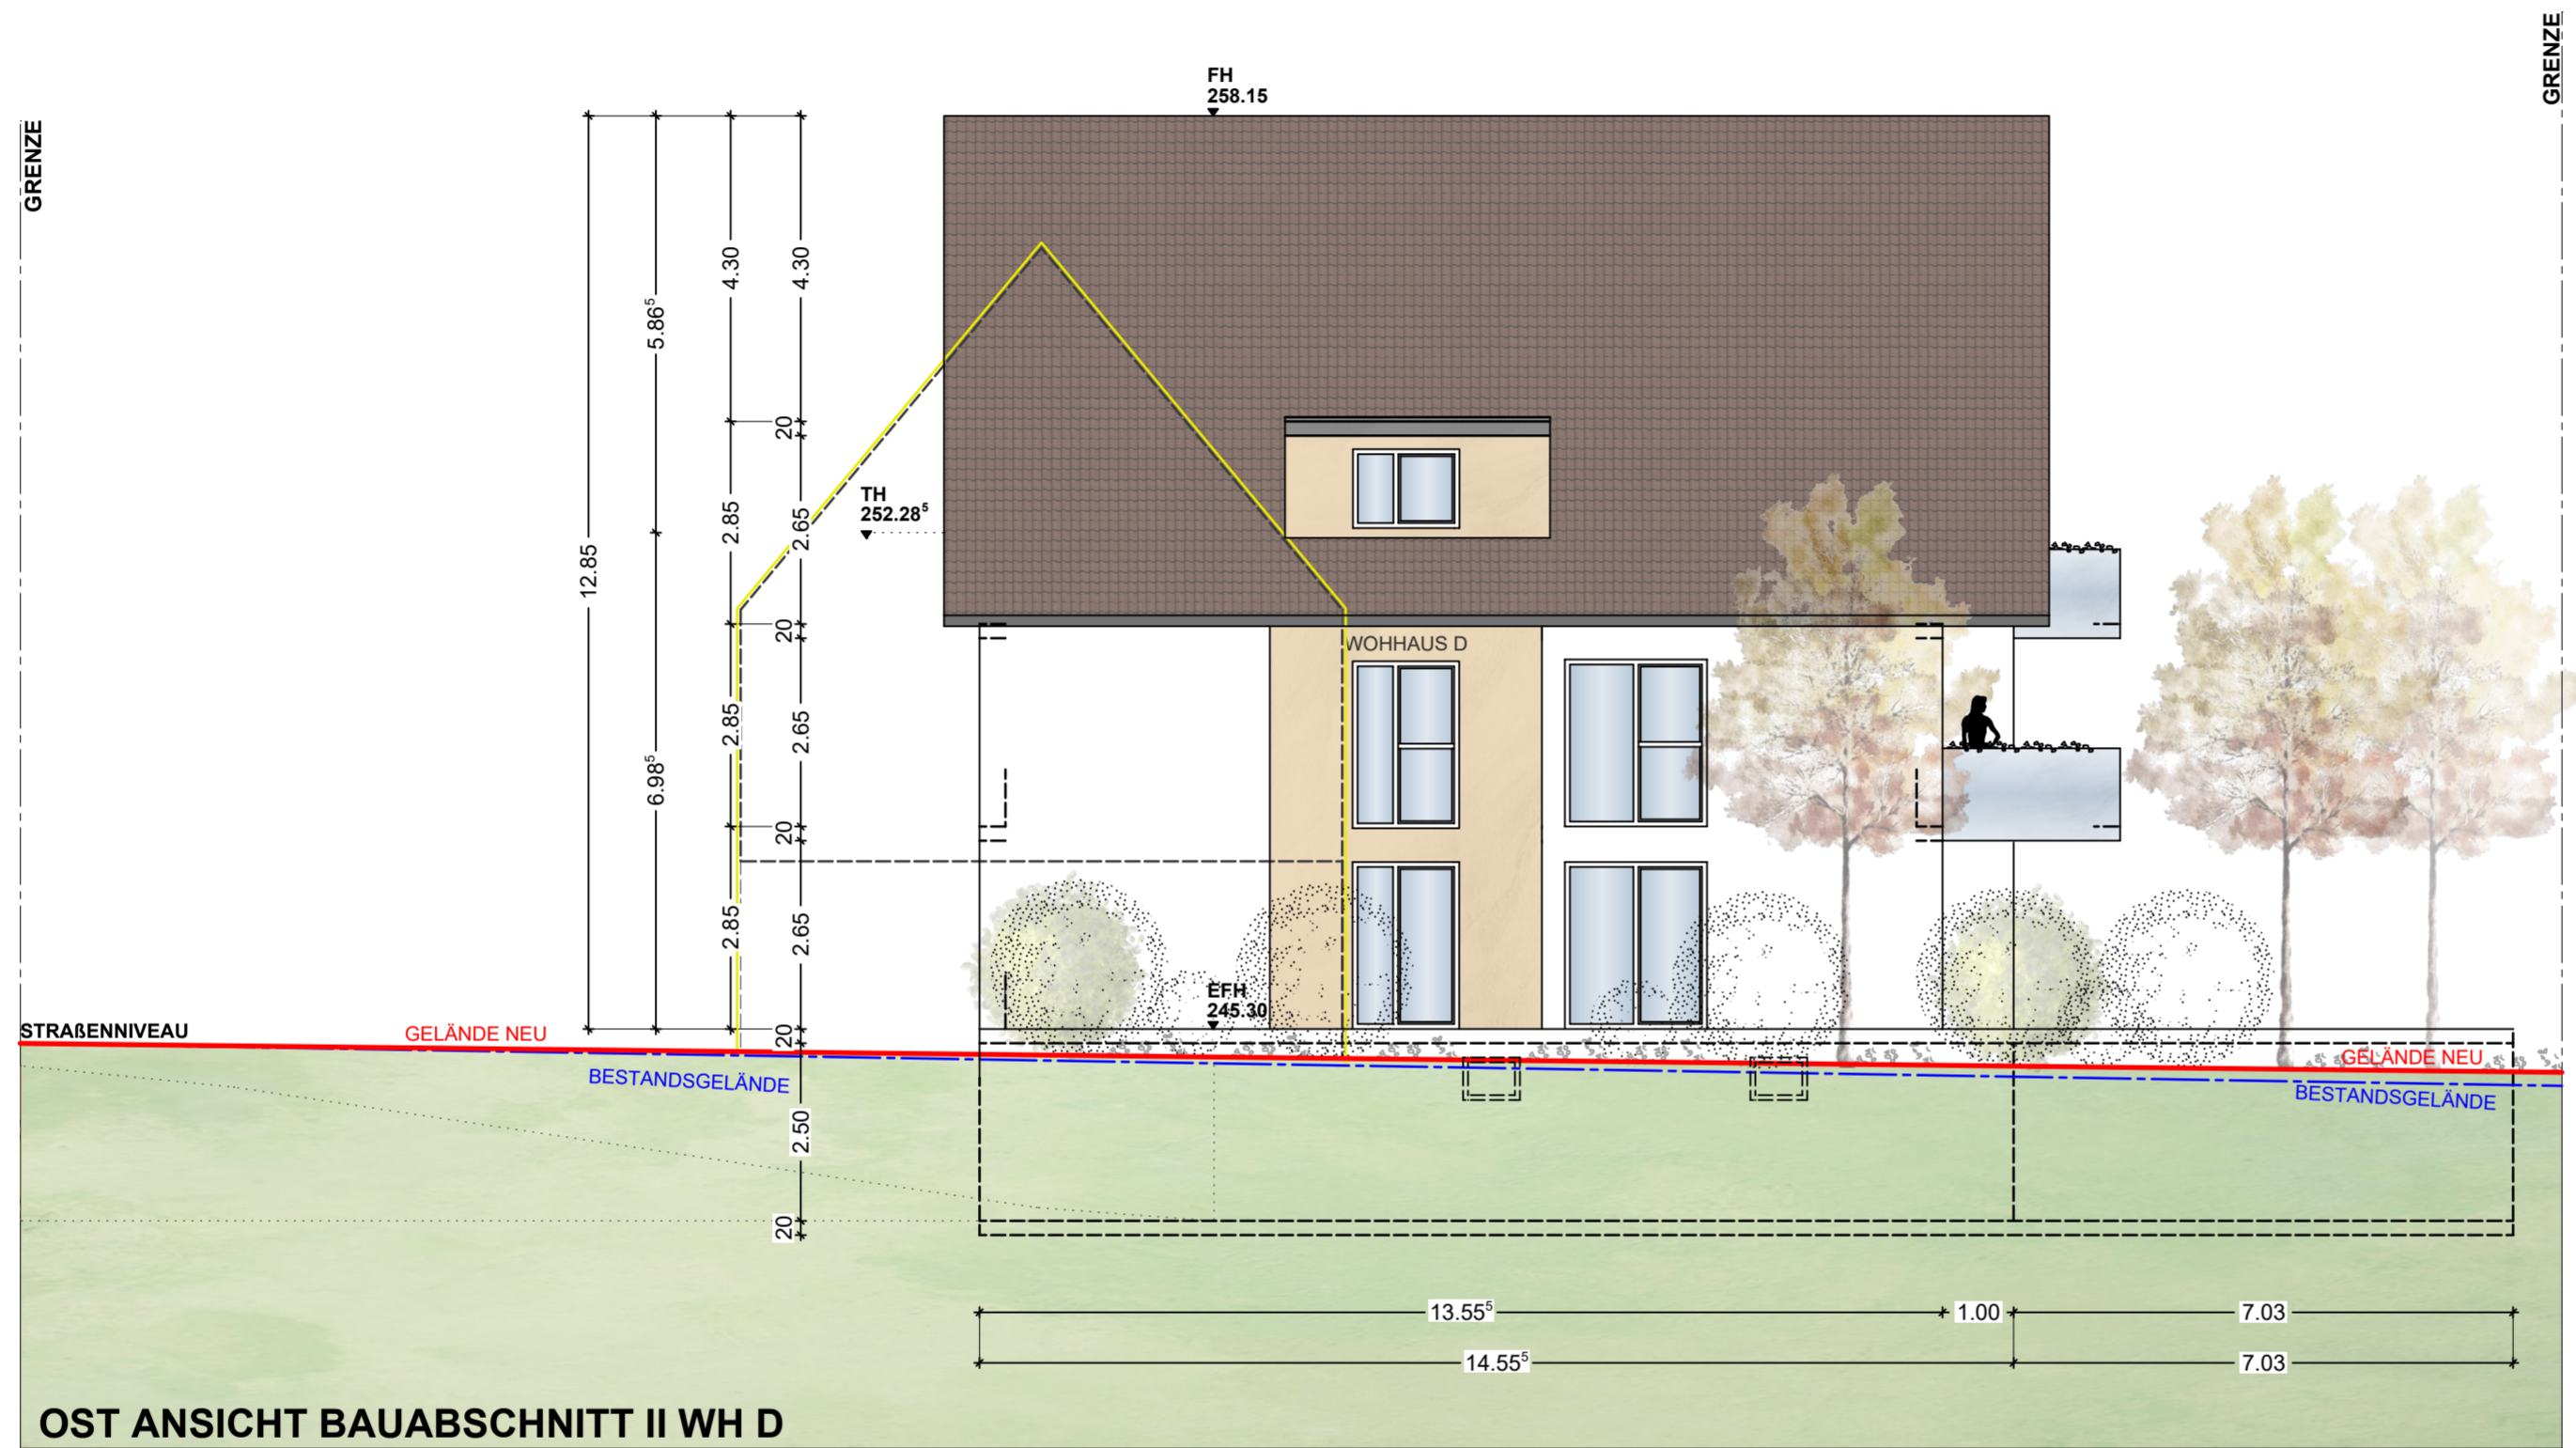 GRENZE
GRENZE
FH
258.15
4.30
4.30
5.86⁵
20
TH
252.28⁵
2.85
2.65
12.85
20
WOHHAUS D
2.85
2.65
6.98⁵
20
2.85
2.65
EFH
245.30
STRAßENNIVEAU
GELÄNDE NEU
20
GELÄNDE NEU
BESTANDSGELÄNDE
BESTANDSGELÄNDE
2.50
20
13.55⁵
1.00
7.03
14.55⁵
7.03
OST ANSICHT BAUABSCHNITT II WH D